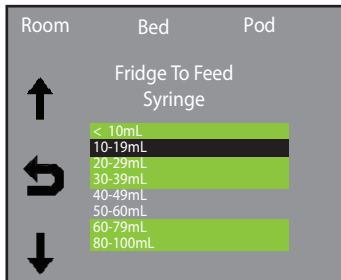 Room Bed Pod
Fridge To Feed
Syringe
< 10mL
10-19mL
20-29mL
30-39mL
40-49mL
50-60mL
60-79mL
80-100mL